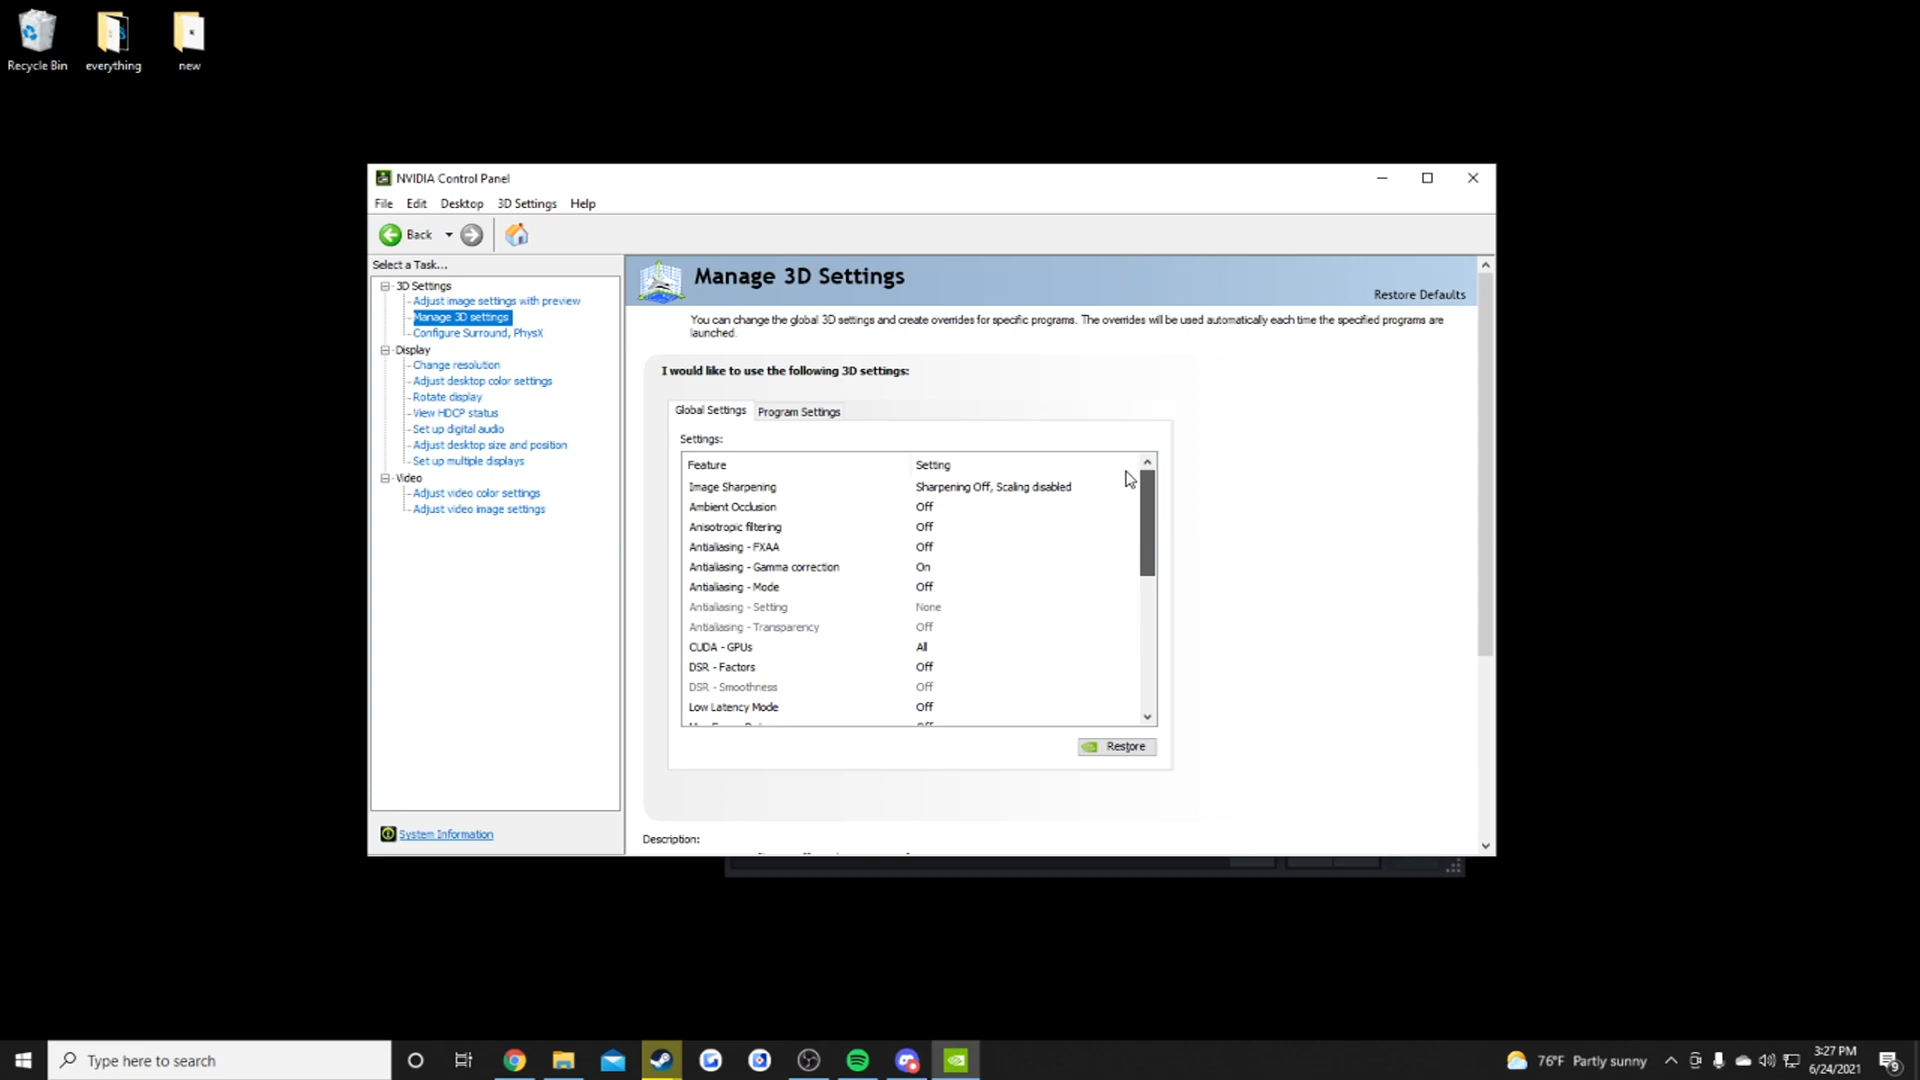 Recycle Bin
everything
new
NVIDIA Control Panel
File Edit Desktop 3D Settings Help
Back
Select a Task...
3D Settings
Adjust image settings with preview
Manage 3D settings
Configure Surround, PhysX
Display
Change resolution
Adjust desktop color settings
Rotate display
View HDCP status
Set up digital audio
Adjust desktop size and position
Set up multiple displays
Video
Adjust video color settings
Adjust video image settings
System Information
Manage 3D Settings
Restore Defaults
You can change the global 3D settings and create overrides for specific programs. The overrides will be used automatically each time the specified programs are
launched.
I would like to use the following 3D settings:
Global Settings Program Settings
Settings:
Feature Setting
Image Sharpening Sharpening Off, Scaling disabled
Ambient Occlusion Off
Anisotropic filtering Off
Antialiasing - FXAA Off
Antialiasing - Gamma correction On
Antialiasing - Mode Off
Antialiasing - Setting None
Antialiasing - Transparency Off
CUDA - GPUs All
DSR - Factors Off
DSR - Smoothness Off
Low Latency Mode Off
Restore
Description:
Type here to search
76°F Partly sunny
3:27 PM
6/24/2021
9